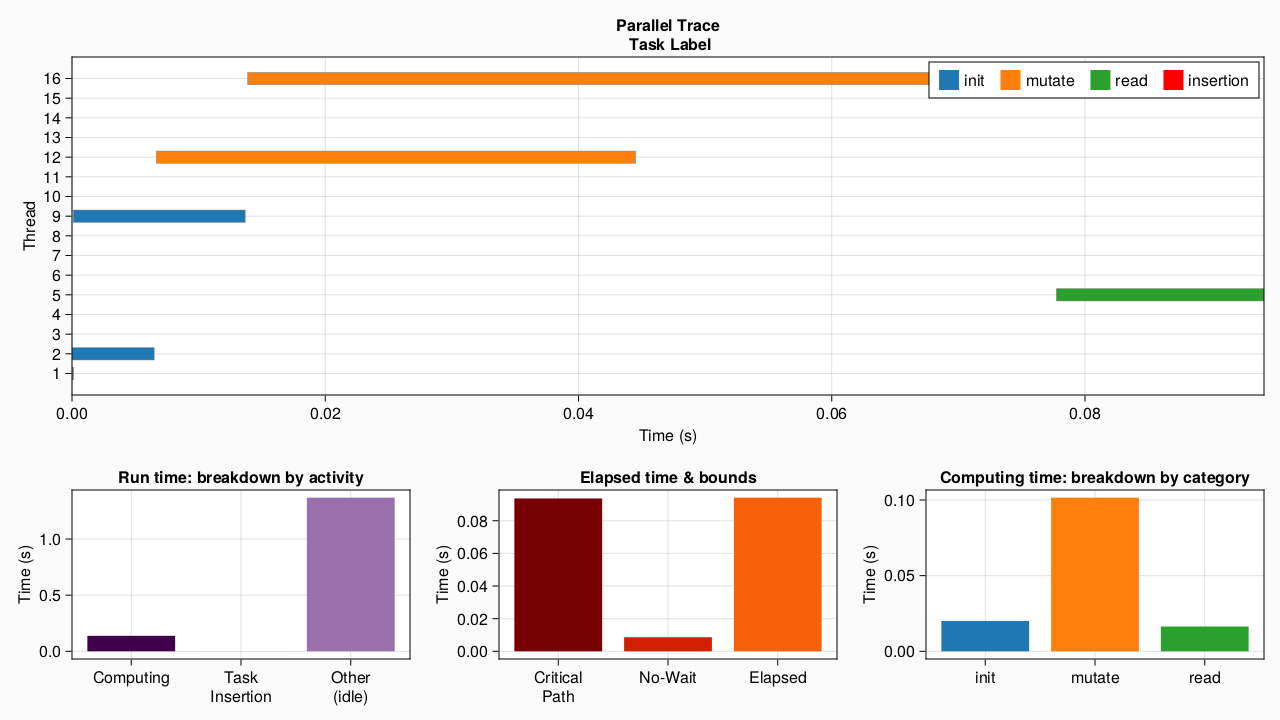 Parallel Trace
Task Label
init mutate read insertion
Thread
16
15
14
13
12
11
10
9
8
7
6
5
4
3
2
1
0.00 0.02 0.04 0.06 0.08
Time (s)
Run time: breakdown by activity
Time (s)
1.0
0.5
0.0
Computing Task Insertion Other (idle)
Elapsed time & bounds
Time (s)
0.08
0.06
0.04
0.02
0.00
Critical Path No-Wait Elapsed
Computing time: breakdown by category
Time (s)
0.10
0.05
0.00
init mutate read